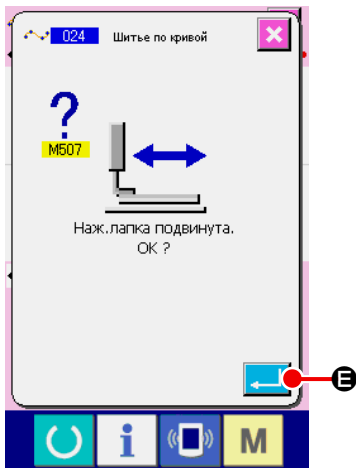 024 Шитье по кривой
?
M507
Наж.лапка подвинута.
OK ?
E
i
M